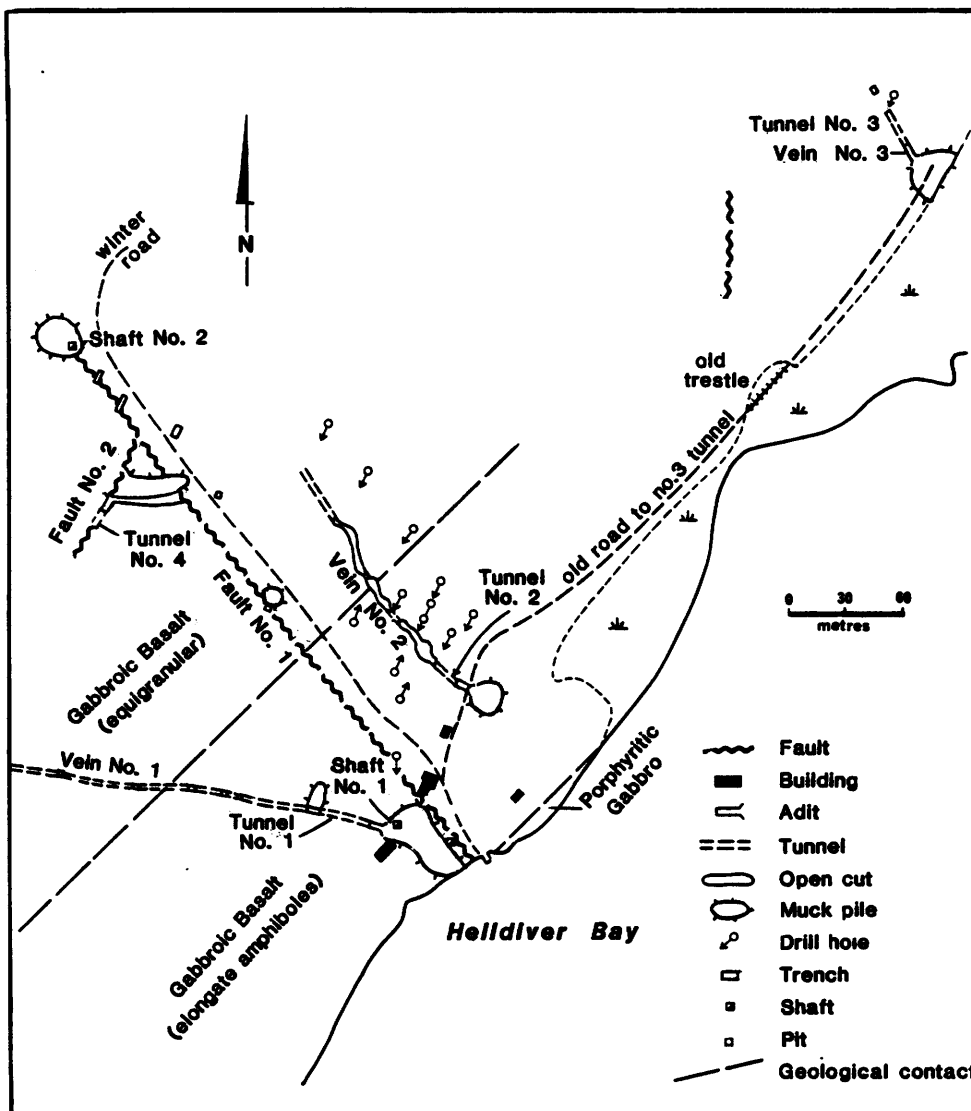 Tunnel No. 3
Vein No. 3
winter
road
N
Shaft No. 2
old
trestle
Fault No. 2
Tunnel
No. 4
old road to no.3 tunnel
Vein No. 2
Tunnel
No. 2
0 30 60
metres
Fault No. 1
Gabbroic Basalt
(equigranular)
Vein No. 1
Shaft
No. 1
Tunnel
No. 1
Porphyritic
Gabbro
Gabbroic Basalt
(elongate amphiboles)
Helldiver Bay
Fault
Building
Adit
Tunnel
Open cut
Muck pile
Drill hole
Trench
Shaft
Pit
Geological contact